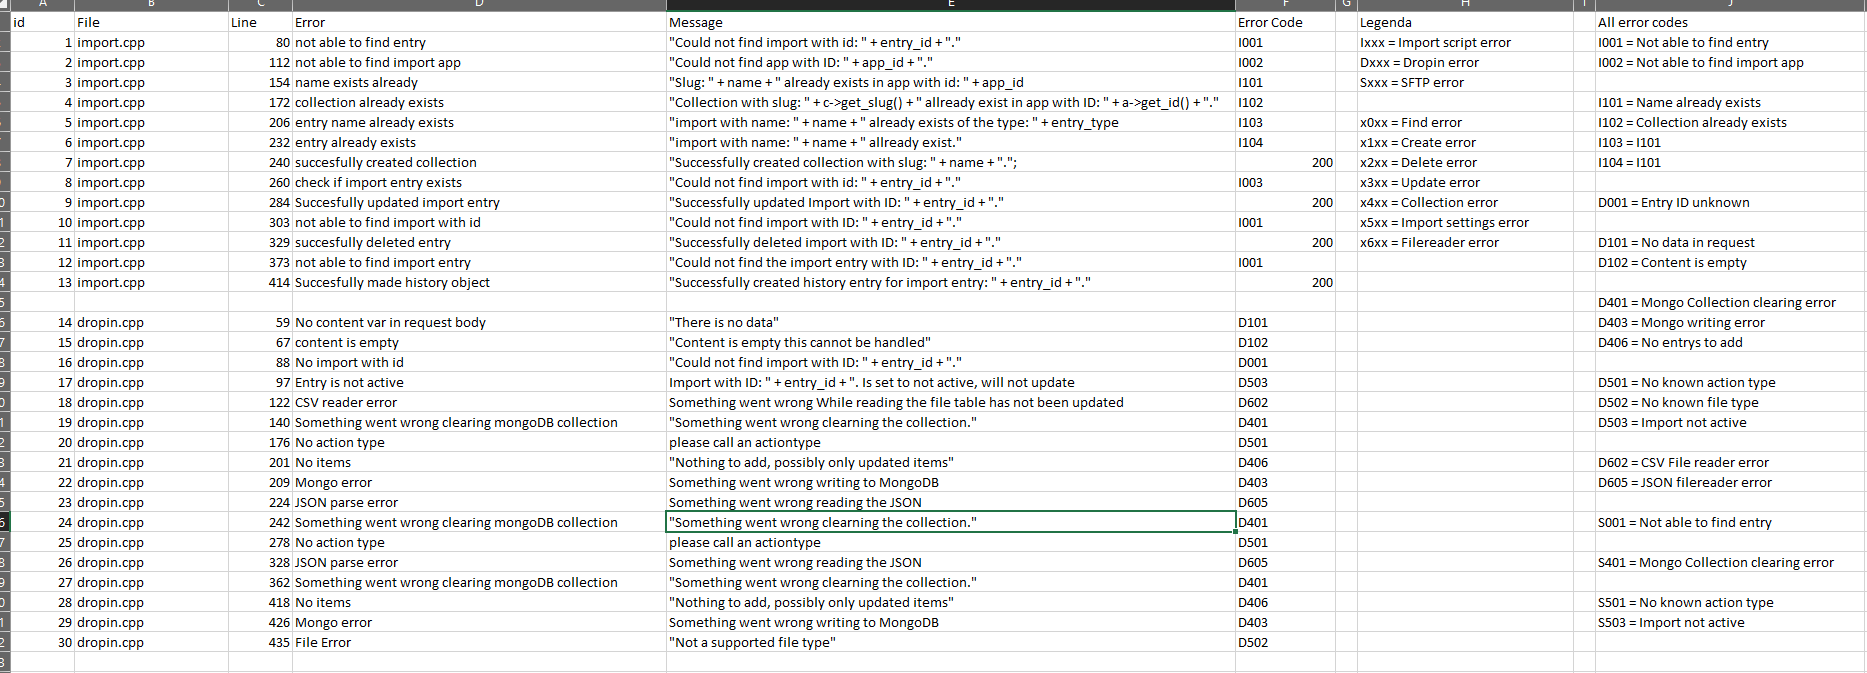 A B C D E F G H I J
id File Line Error Message Error Code Legenda All error codes
1 import.cpp 80 not able to find entry "Could not find import with id: " + entry_id + "." I001 Ixxx = Import script error I001 = Not able to find entry
2 import.cpp 112 not able to find import app "Could not find app with ID: " + app_id + "." I002 Dxxx = Dropin error I002 = Not able to find import app
3 import.cpp 154 name exists already "Slug: " + name + " already exists in app with id: " + app_id I101 Sxxx = SFTP error
4 import.cpp 172 collection already exists "Collection with slug: " + c->get_slug() + " allready exist in app with ID: " + a->get_id() + "." I102 I101 = Name already exists
5 import.cpp 206 entry name already exists "import with name: " + name + " already exists of the type: " + entry_type I103 x0xx = Find error I102 = Collection already exists
6 import.cpp 232 entry already exists "import with name: " + name + " allready exist." I104 x1xx = Create error I103 = I101
7 import.cpp 240 succesfully created collection "Successfully created collection with slug: " + name + "."; 200 x2xx = Delete error I104 = I101
8 import.cpp 260 check if import entry exists "Could not find import with id: " + entry_id + "." I003 x3xx = Update error
9 import.cpp 284 Succesfully updated import entry "Successfully updated Import with ID: " + entry_id + "." 200 x4xx = Collection error D001 = Entry ID unknown
10 import.cpp 303 not able to find import with id "Could not find import with ID: " + entry_id + "." I001 x5xx = Import settings error
11 import.cpp 329 succesfully deleted entry "Successfully deleted import with ID: " + entry_id + "." 200 x6xx = Filereader error D101 = No data in request
12 import.cpp 373 not able to find import entry "Could not find the import entry with ID: " + entry_id + "." I001 D102 = Content is empty
13 import.cpp 414 Succesfully made history object "Successfully created history entry for import entry: " + entry_id + "." 200
D401 = Mongo Collection clearing error
14 dropin.cpp 59 No content var in request body "There is no data" D101 D403 = Mongo writing error
15 dropin.cpp 67 content is empty "Content is empty this cannot be handled" D102 D406 = No entrys to add
16 dropin.cpp 88 No import with id "Could not find import with ID: " + entry_id + "." D001
17 dropin.cpp 97 Entry is not active Import with ID: " + entry_id + ". Is set to not active, will not update D503 D501 = No known action type
18 dropin.cpp 122 CSV reader error Something went wrong While reading the file table has not been updated D602 D502 = No known file type
19 dropin.cpp 140 Something went wrong clearing mongoDB collection "Something went wrong clearning the collection." D401 D503 = Import not active
20 dropin.cpp 176 No action type please call an actiontype D501
21 dropin.cpp 201 No items "Nothing to add, possibly only updated items" D406 D602 = CSV File reader error
22 dropin.cpp 209 Mongo error Something went wrong writing to MongoDB D403 D605 = JSON filereader error
23 dropin.cpp 224 JSON parse error Something went wrong reading the JSON D605
24 dropin.cpp 242 Something went wrong clearing mongoDB collection "Something went wrong clearning the collection." D401 S001 = Not able to find entry
25 dropin.cpp 278 No action type please call an actiontype D501
26 dropin.cpp 328 JSON parse error Something went wrong reading the JSON D605 S401 = Mongo Collection clearing error
27 dropin.cpp 362 Something went wrong clearing mongoDB collection "Something went wrong clearning the collection." D401
28 dropin.cpp 418 No items "Nothing to add, possibly only updated items" D406 S501 = No known action type
29 dropin.cpp 426 Mongo error Something went wrong writing to MongoDB D403 S503 = Import not active
30 dropin.cpp 435 File Error "Not a supported file type" D502